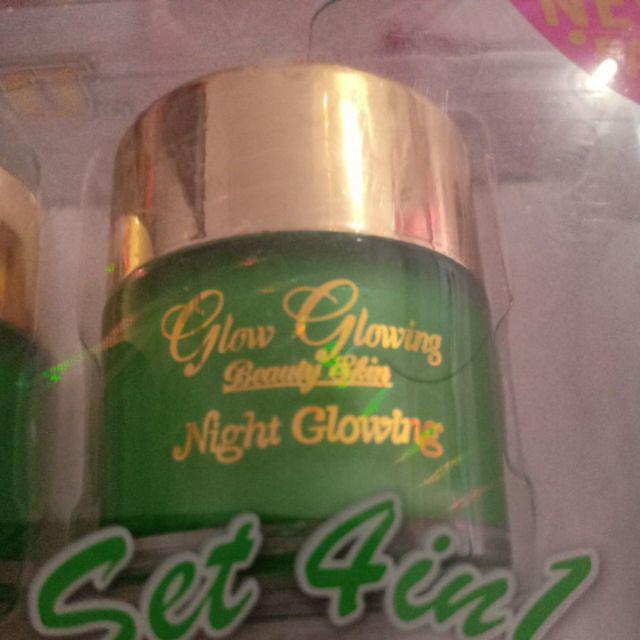 Glow Glowing
Beauty Skin
Night Glowing
Set 4in1